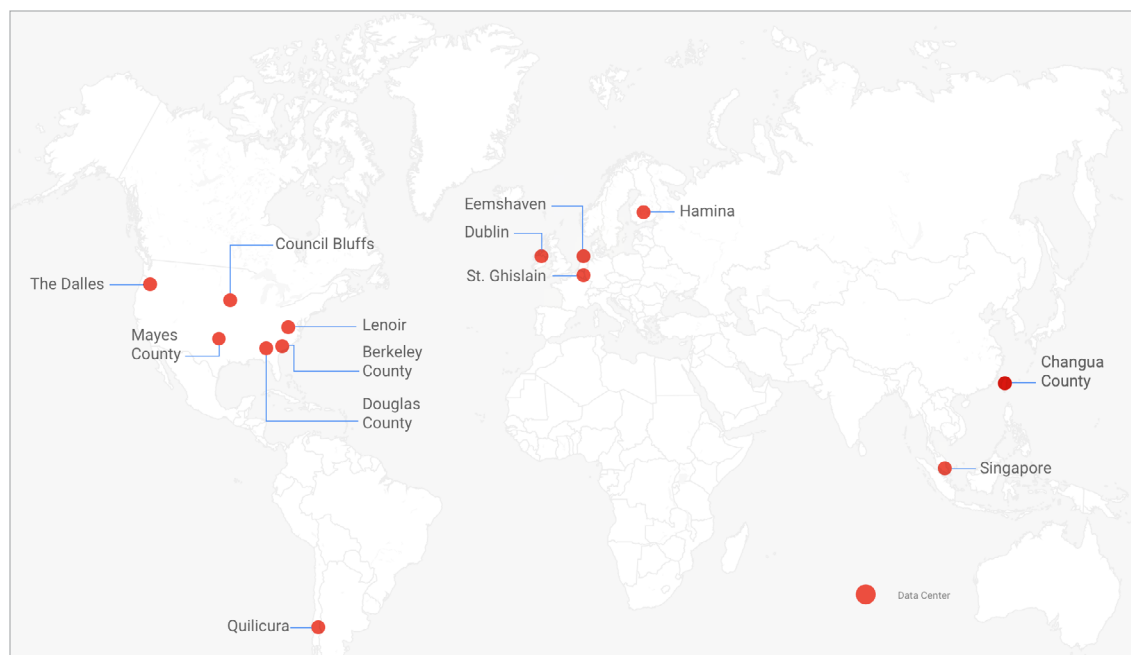 Eemshaven
Hamina
Dublin
Council Bluffs
St. Ghislain
The Dalles
Lenoir
Mayes
County
Berkeley
County
Changua
County
Douglas
County
Singapore
Data Center
Quilicura